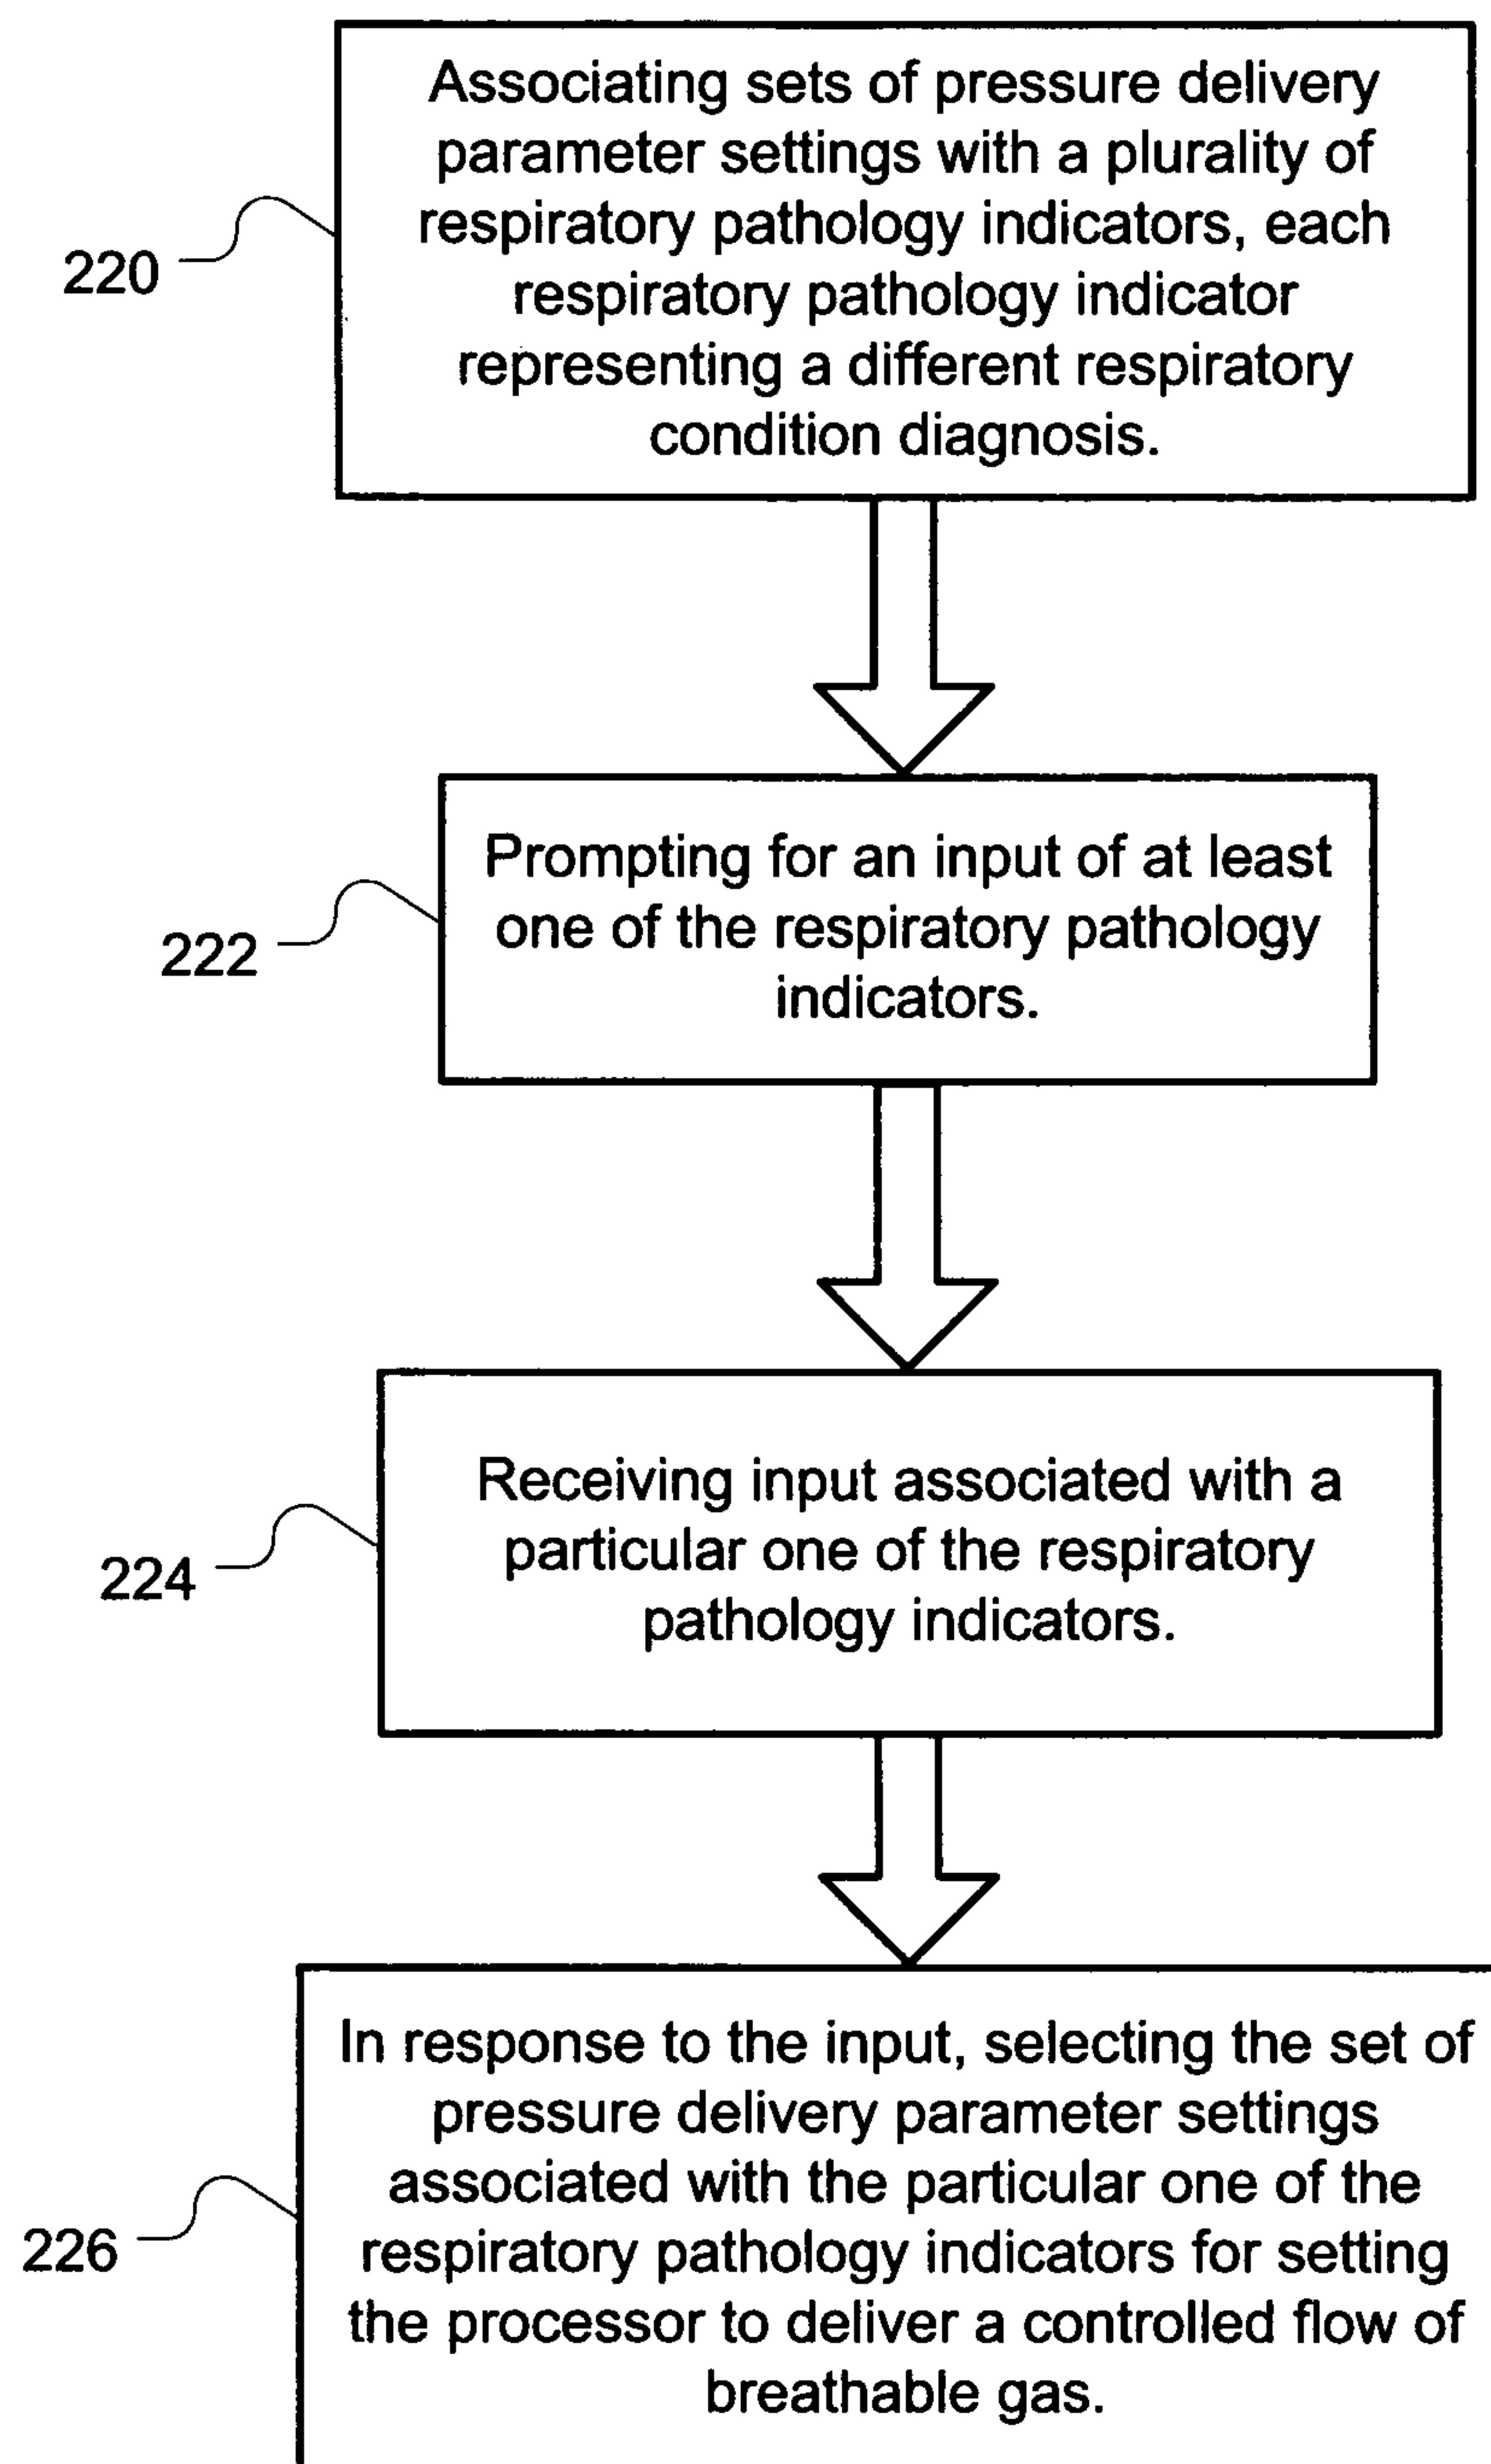 Associating sets of pressure delivery
parameter settings with a plurality of
respiratory pathology indicators, each
respiratory pathology indicator
representing a different respiratory
condition diagnosis.
220
Prompting for an input of at least
one of the respiratory pathology
indicators.
222
Receiving input associated with a
particular one of the respiratory
pathology indicators.
224
In response to the input, selecting the set of
pressure delivery parameter settings
associated with the particular one of the
respiratory pathology indicators for setting
the processor to deliver a controlled flow of
breathable gas.
226